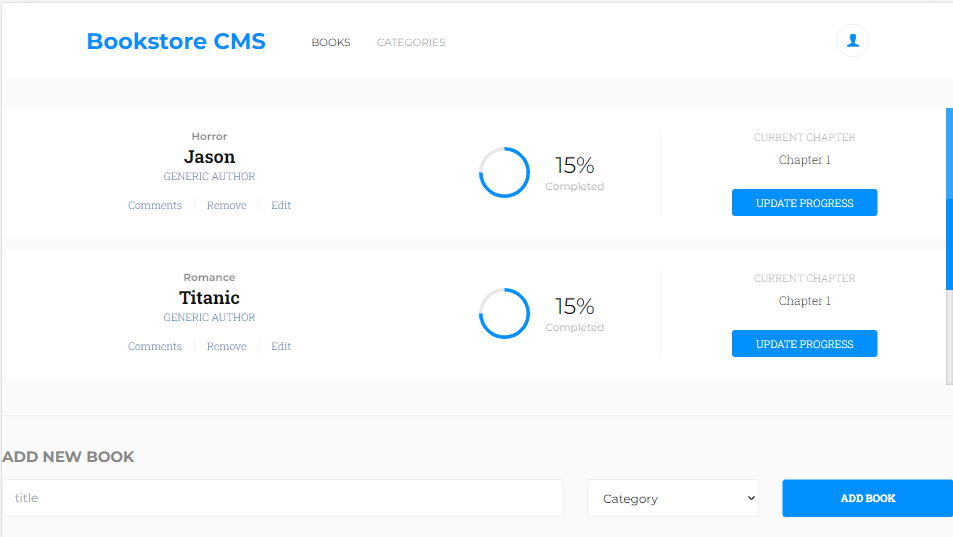 Bookstore CMS
BOOKS
CATEGORIES
Horror
Jason
GENERIC AUTHOR
Comments
Remove
Edit
15%
Completed
CURRENT CHAPTER
Chapter 1
UPDATE PROGRESS
Romance
Titanic
GENERIC AUTHOR
Comments
Remove
Edit
15%
Completed
CURRENT CHAPTER
Chapter 1
UPDATE PROGRESS
ADD NEW BOOK
title
Category
ADD BOOK